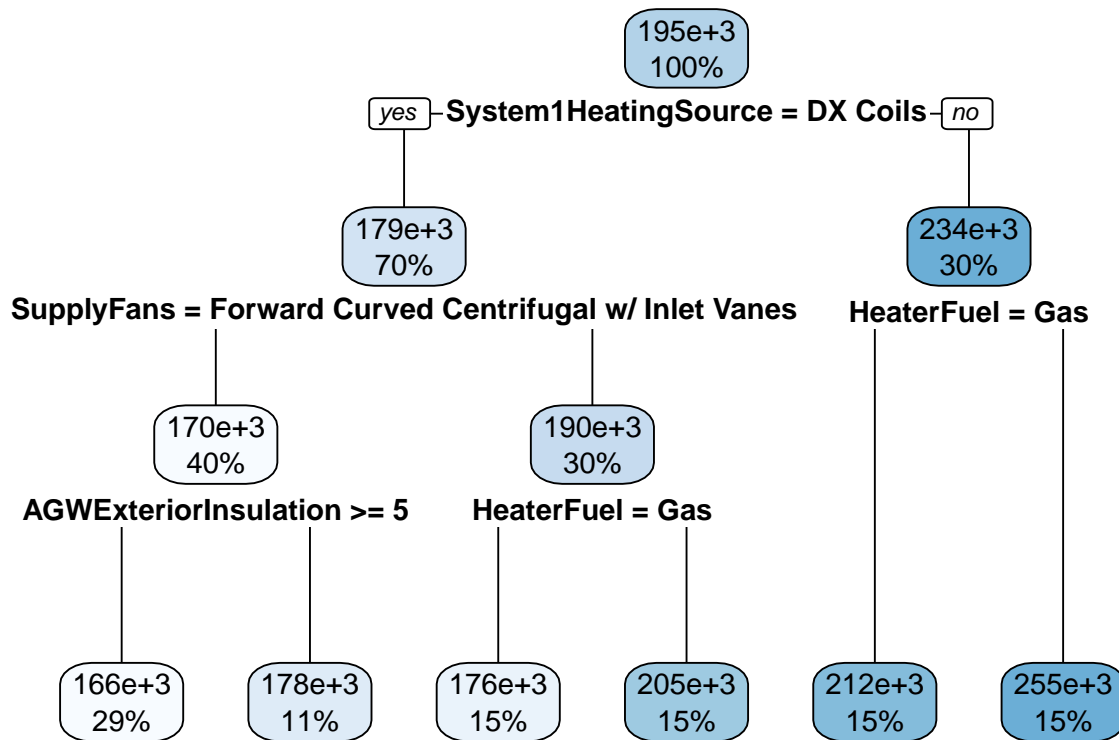 195e+3
100%
yes System1HeatingSource = DX Coils no
179e+3
70%
234e+3
30%
SupplyFans = Forward Curved Centrifugal w/ Inlet Vanes
HeaterFuel = Gas
170e+3
40%
190e+3
30%
AGWExteriorInsulation >= 5
HeaterFuel = Gas
166e+3
29%
178e+3
11%
176e+3
15%
205e+3
15%
212e+3
15%
255e+3
15%